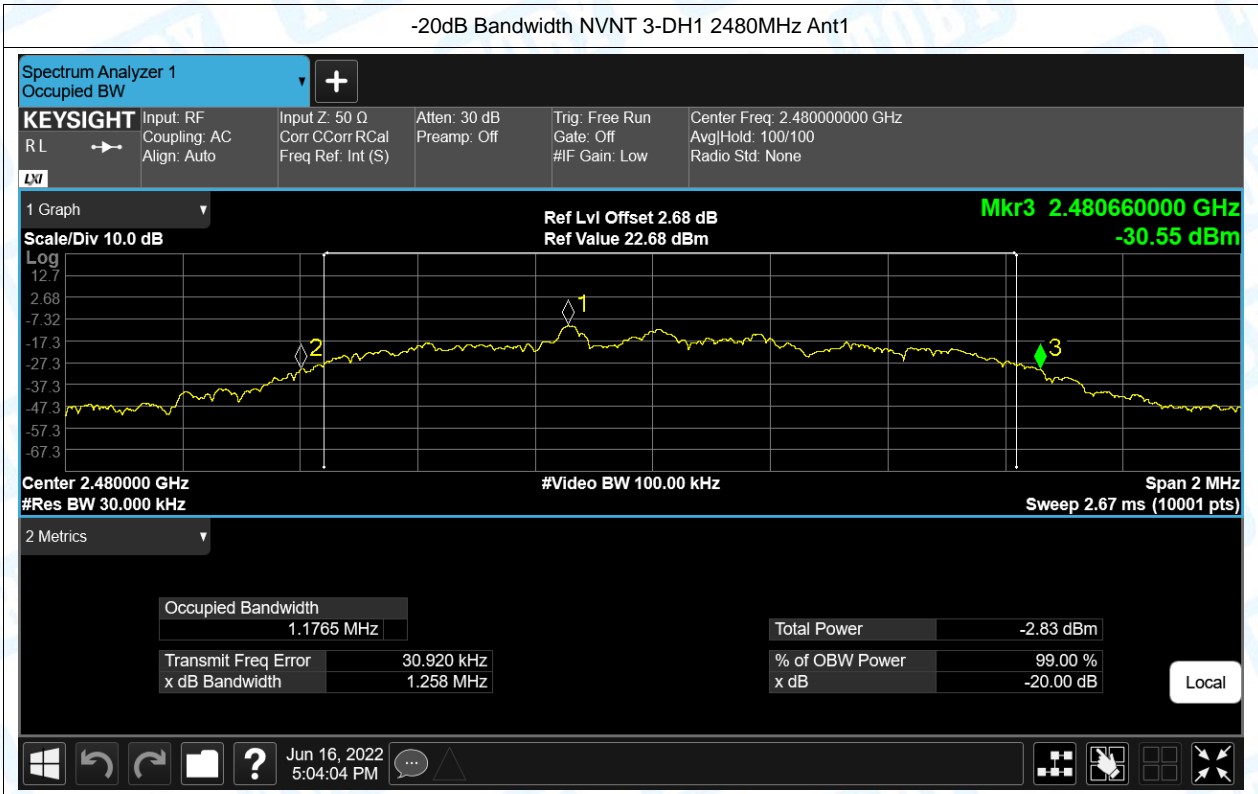 -20dB Bandwidth NVNT 3-DH1 2480MHz Ant1
Spectrum Analyzer 1
Occupied BW
KEYSIGHT
R L
LXI
Input: RF
Coupling: AC
Align: Auto
Input Z: 50 Ω
Corr CCorr RCal
Freq Ref: Int (S)
Atten: 30 dB
Preamp: Off
Trig: Free Run
Gate: Off
#IF Gain: Low
Center Freq: 2.480000000 GHz
Avg|Hold: 100/100
Radio Std: None
1 Graph
Scale/Div 10.0 dB
Ref Lvl Offset 2.68 dB
Ref Value 22.68 dBm
Mkr3 2.480660000 GHz
-30.55 dBm
Log
12.7
2.68
-7.32
-17.3
-27.3
-37.3
-47.3
-57.3
-67.3
1
2
3
Center 2.480000 GHz
#Video BW 100.00 kHz
Span 2 MHz
#Res BW 30.000 kHz
Sweep 2.67 ms (10001 pts)
2 Metrics
Occupied Bandwidth
1.1765 MHz
Total Power -2.83 dBm
Transmit Freq Error 30.920 kHz
% of OBW Power 99.00 %
x dB Bandwidth 1.258 MHz
x dB -20.00 dB
Local
?
Jun 16, 2022
5:04:04 PM